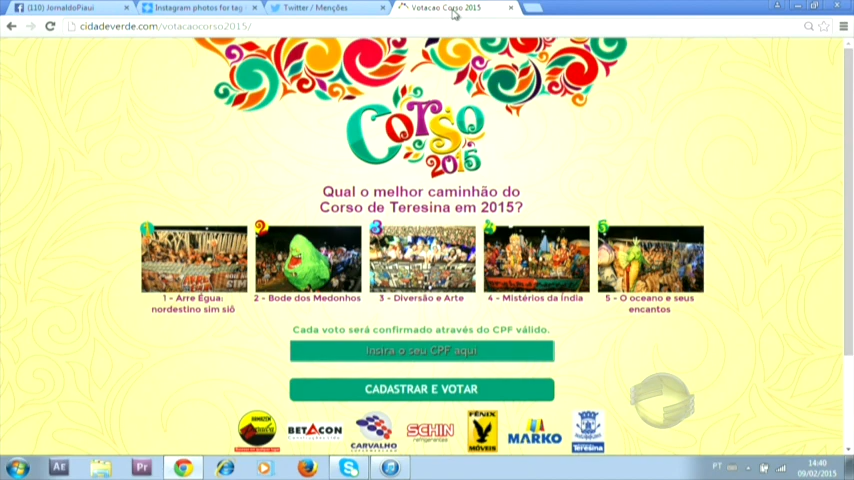 (110) JornaldoPiaui
Instagram photos for tag
Twitter / Menções
Votacao Corso 2015
cidadeverde.com/votacaocorso2015/
Corso
2015
Qual o melhor caminhão do
Corso de Teresina em 2015?
1 2 3 4 5
1 - Arre Égua:
nordestino sim siô
2 - Bode dos Medonhos
3 - Diversão e Arte
4 - Mistérios da Índia
5 - O oceano e seus
encantos
Cada voto será confirmado através do CPF válido.
Insira o seu CPF aqui
CADASTRAR E VOTAR
BETACON
CARVALHO
SCHIN
refrigerantes
FÊNIX
MÓVEIS
MARKO
Teresina
Ae
Pr
PT
14:40
09/02/2015